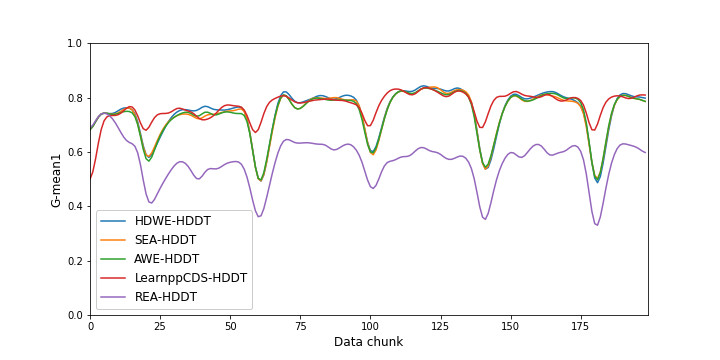 1.0
0.8
0.6
0.4
0.2
0.0
G-mean1
HDWE-HDDT
SEA-HDDT
AWE-HDDT
LearnppCDS-HDDT
REA-HDDT
0 25 50 75 100 125 150 175
Data chunk